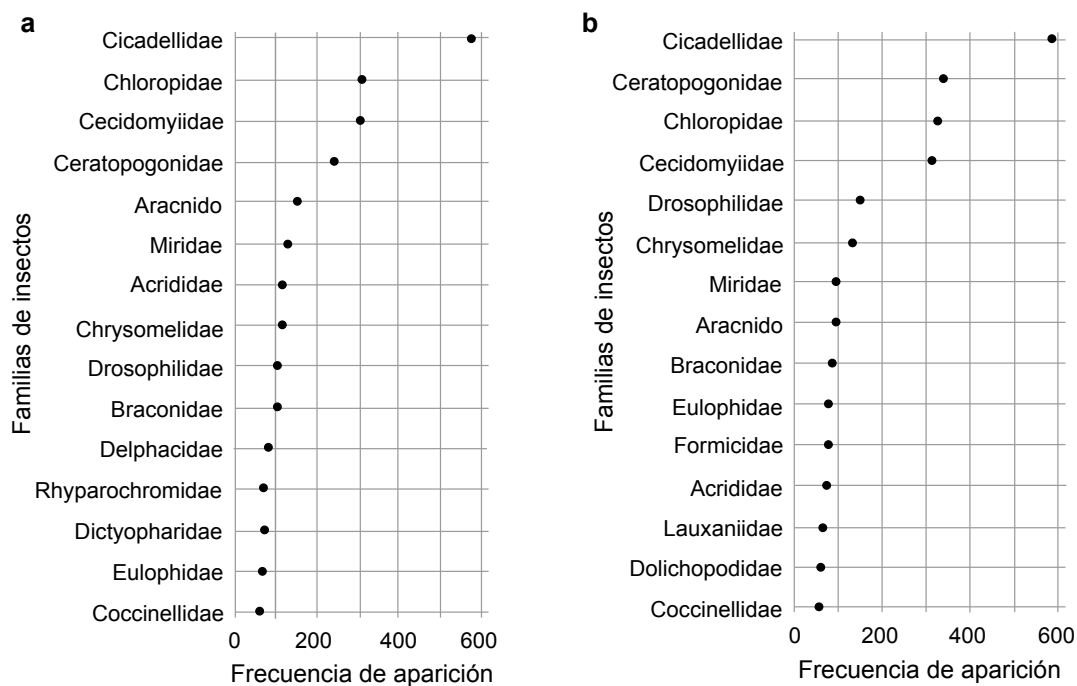 a
Familias de insectos
Cicadellidae
Chloropidae
Cecidomyiidae
Ceratopogonidae
Aracnido
Miridae
Acrididae
Chrysomelidae
Drosophilidae
Braconidae
Delphacidae
Rhyparochromidae
Dictyopharidae
Eulophidae
Coccinellidae
0 200 400 600
Frecuencia de aparición
b
Familias de insectos
Cicadellidae
Ceratopogonidae
Chloropidae
Cecidomyiidae
Drosophilidae
Chrysomelidae
Miridae
Aracnido
Braconidae
Eulophidae
Formicidae
Acrididae
Lauxaniidae
Dolichopodidae
Coccinellidae
0 200 400 600
Frecuencia de aparición